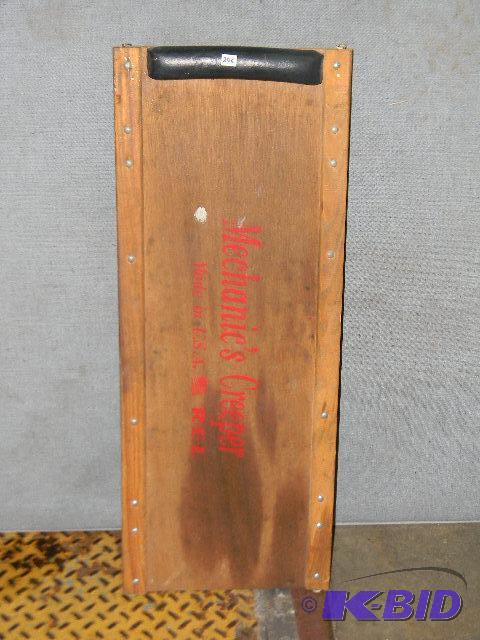 Mechanic's Creeper
Made in U.S.A.
© K-BID